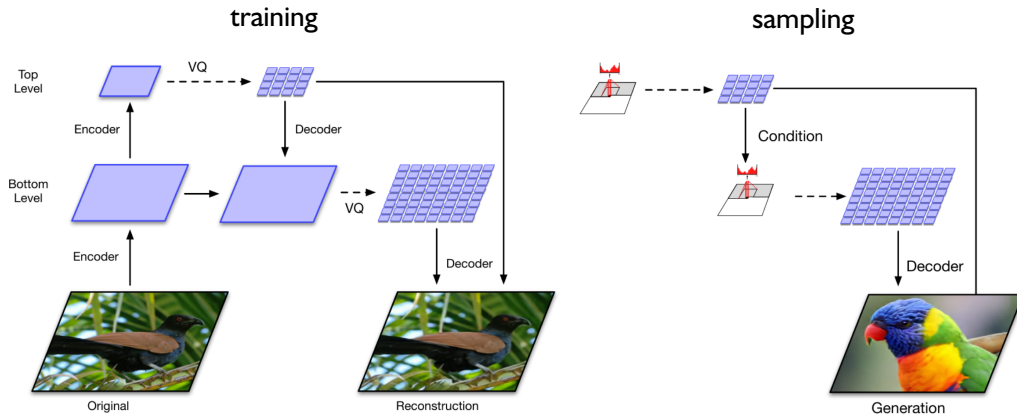 training
sampling
Top
Level
VQ
Encoder
Decoder
Condition
Bottom
Level
VQ
Encoder
Decoder
Decoder
Original
Reconstruction
Generation